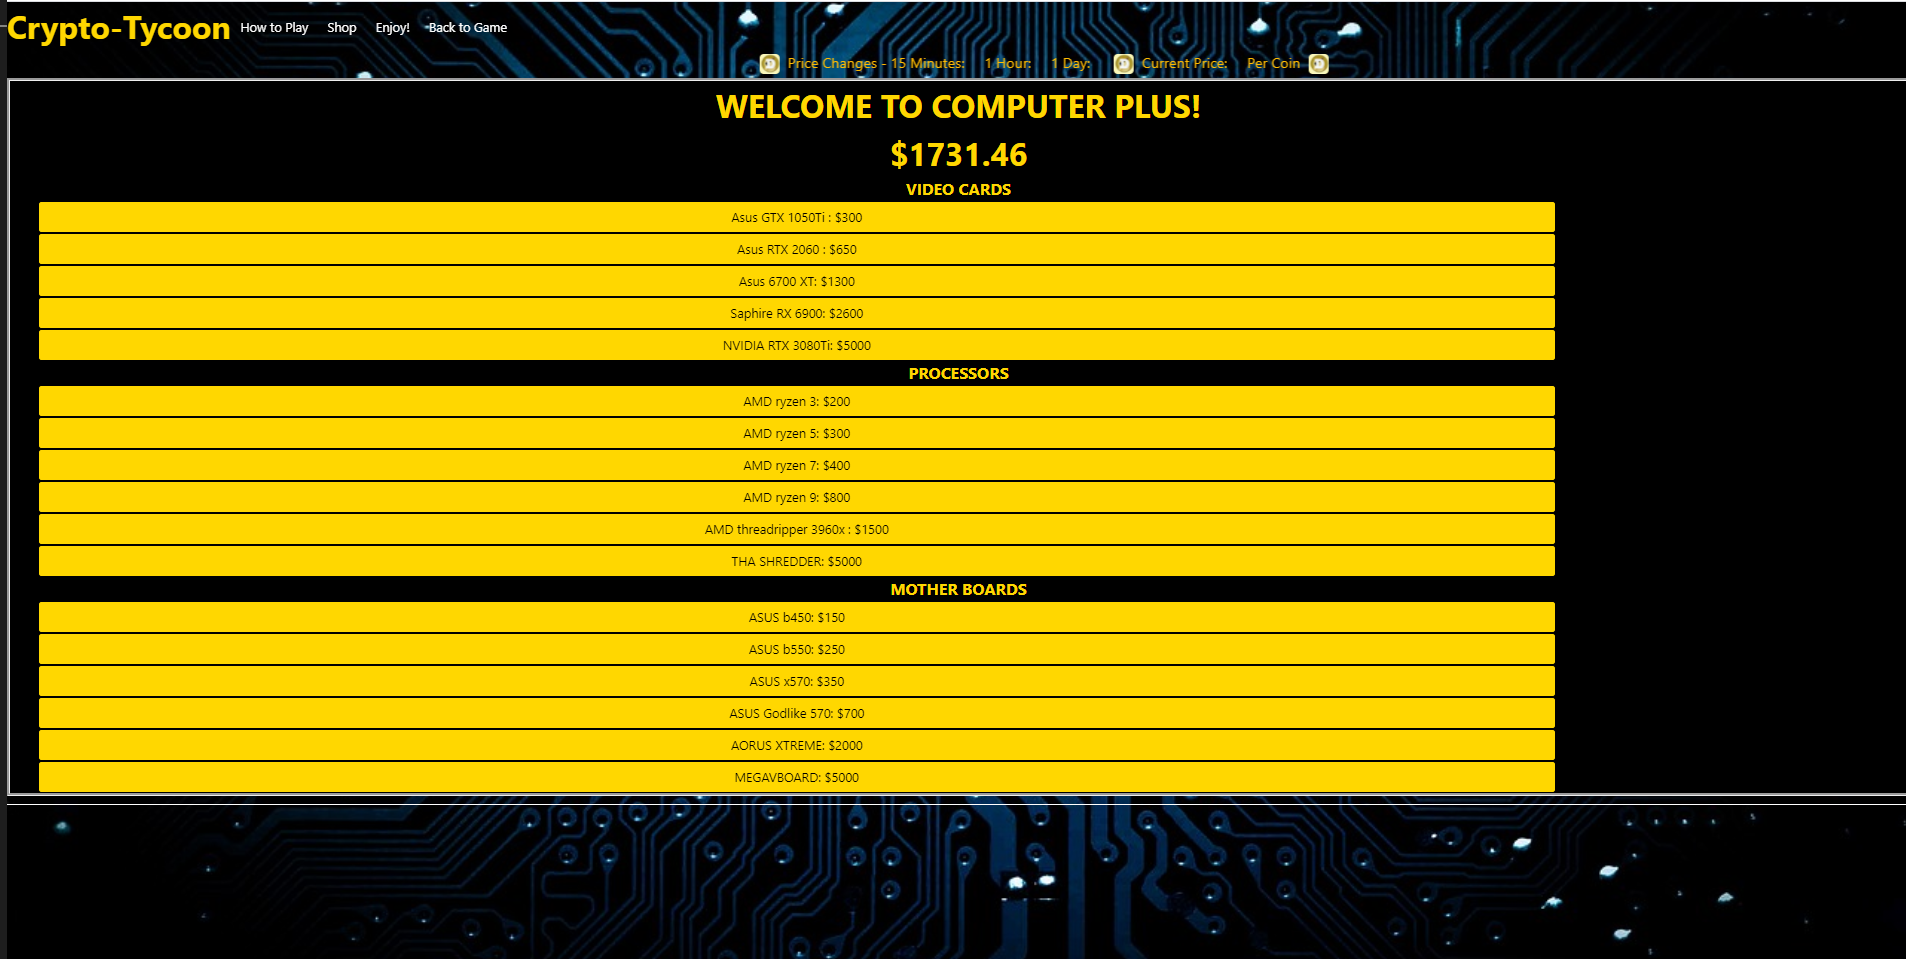 Crypto-Tycoon How to Play Shop Enjoy! Back to Game
Price Changes - 15 Minutes: 1 Hour: 1 Day: Current Price: Per Coin
WELCOME TO COMPUTER PLUS!
$1731.46
VIDEO CARDS
Asus GTX 1050Ti : $300
Asus RTX 2060 : $650
Asus 6700 XT: $1300
Saphire RX 6900: $2600
NVIDIA RTX 3080Ti: $5000
PROCESSORS
AMD ryzen 3: $200
AMD ryzen 5: $300
AMD ryzen 7: $400
AMD ryzen 9: $800
AMD threadripper 3960x : $1500
THA SHREDDER: $5000
MOTHER BOARDS
ASUS b450: $150
ASUS b550: $250
ASUS x570: $350
ASUS Godlike 570: $700
AORUS XTREME: $2000
MEGAVBOARD: $5000